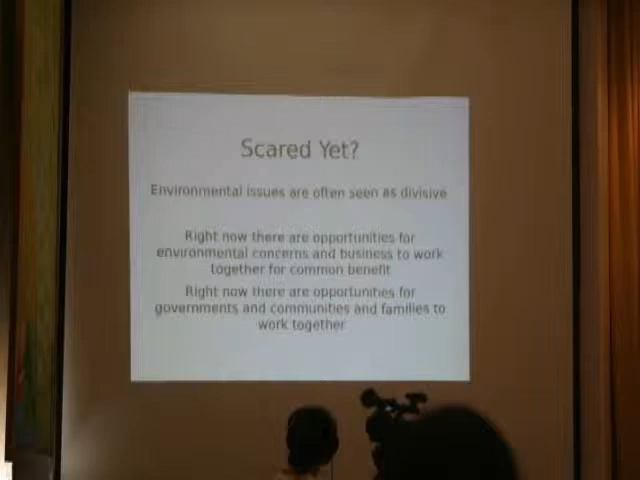 Scared Yet?
Environmental issues are often seen as divisive
Right now there are opportunities for
environmental concerns and business to work
together for common benefit
Right now there are opportunities for
governments and communities and families to
work together